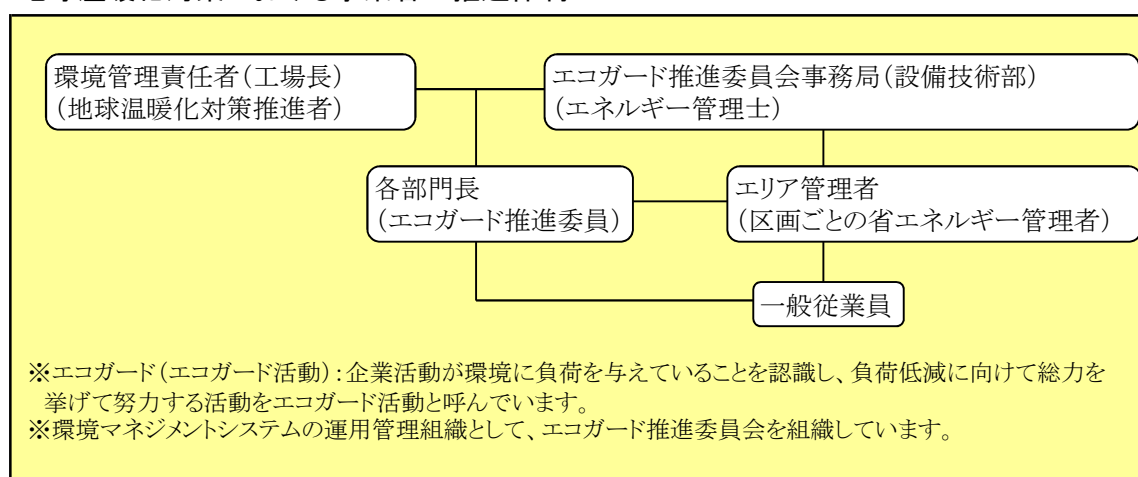 環境管理責任者(工場長)
(地球温暖化対策推進者)
エコガード推進委員会事務局(設備技術部)
(エネルギー管理士)
各部門長
(エコガード推進委員)
エリア管理者
(区画ごとの省エネルギー管理者)
一般従業員
※エコガード(エコガード活動):企業活動が環境に負荷を与えていることを認識し、負荷低減に向けて総力を
挙げて努力する活動をエコガード活動と呼んでいます。
※環境マネジメントシステムの運用管理組織として、エコガード推進委員会を組織しています。